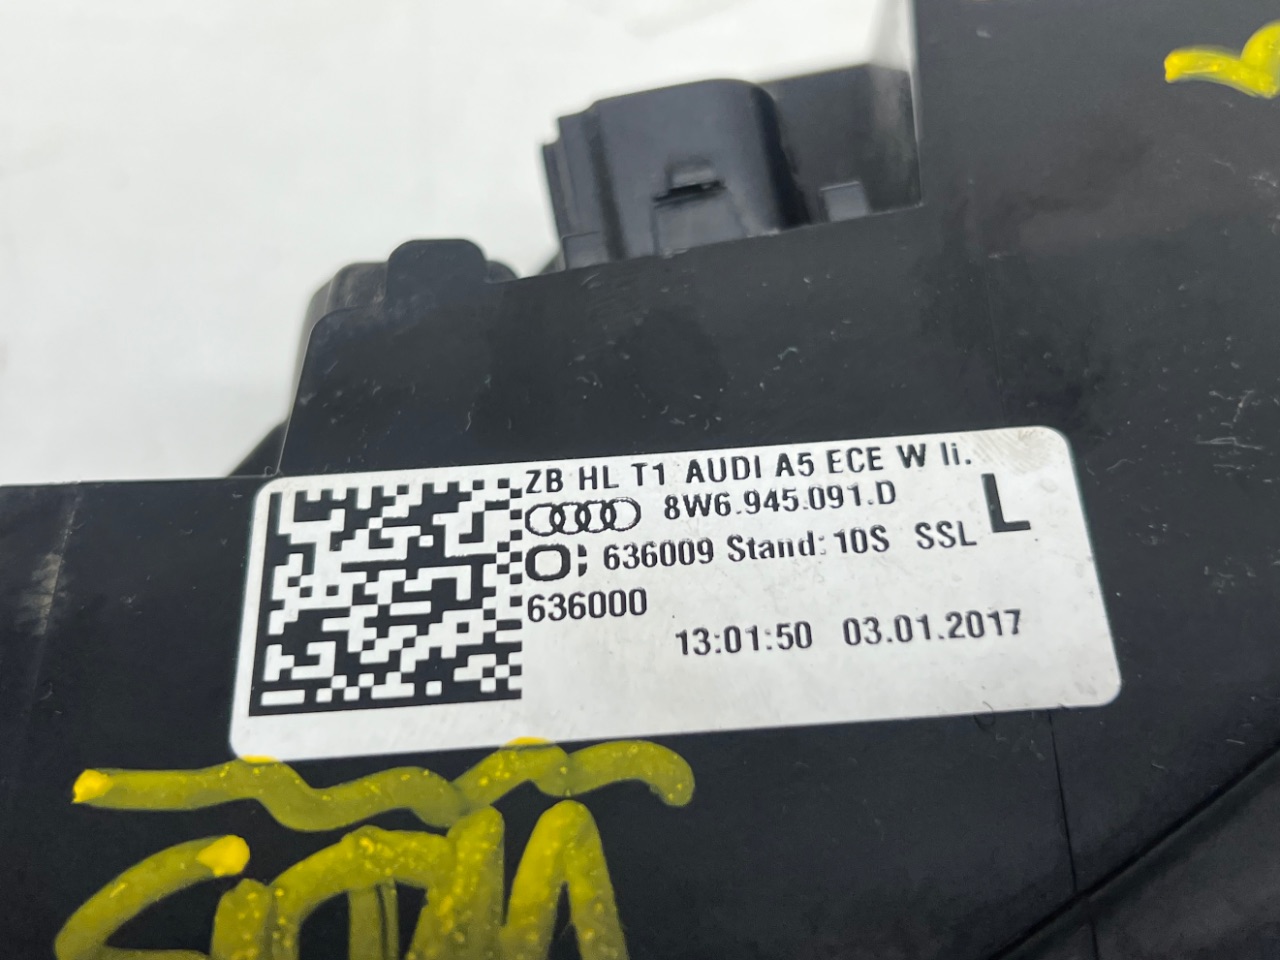 ZB HL T1 AUDI A5 ECE W li.
8W6.945.091.D L
636009 Stand: 10S SSL
636000
13:01:50 03.01.2017